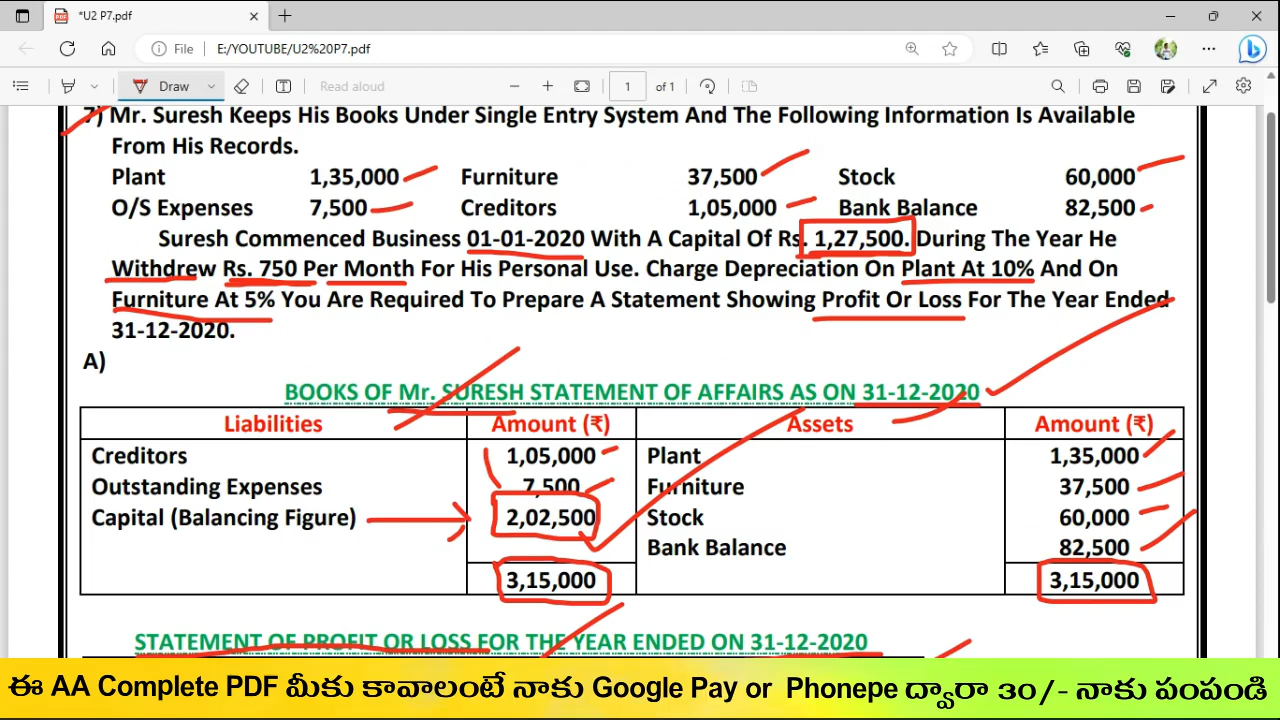 *U2 P7.pdf
File E:/YOUTUBE/U2%20P7.pdf
Draw Read aloud 1 of 1
7) Mr. Suresh Keeps His Books Under Single Entry System And The Following Information Is Available
From His Records.
Plant 1,35,000 Furniture 37,500 Stock 60,000
O/S Expenses 7,500 Creditors 1,05,000 Bank Balance 82,500
Suresh Commenced Business 01-01-2020 With A Capital Of Rs. 1,27,500. During The Year He
Withdrew Rs. 750 Per Month For His Personal Use. Charge Depreciation On Plant At 10% And On
Furniture At 5% You Are Required To Prepare A Statement Showing Profit Or Loss For The Year Ended
31-12-2020.
A)
BOOKS OF Mr. SURESH STATEMENT OF AFFAIRS AS ON 31-12-2020
Liabilities Amount (₹) Assets Amount (₹)
Creditors 1,05,000 Plant 1,35,000
Outstanding Expenses 7,500 Furniture 37,500
Capital (Balancing Figure) 2,02,500 Stock 60,000
Bank Balance 82,500
3,15,000 3,15,000
STATEMENT OF PROFIT OR LOSS FOR THE YEAR ENDED ON 31-12-2020
ఈ AA Complete PDF మీకు కావాలంటే నాకు Google Pay or Phonepe ద్వారా 30/- నాకు పంపండి